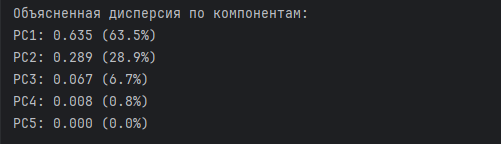 Объясненная дисперсия по компонентам:
PC1: 0.635 (63.5%)
PC2: 0.289 (28.9%)
PC3: 0.067 (6.7%)
PC4: 0.008 (0.8%)
PC5: 0.000 (0.0%)